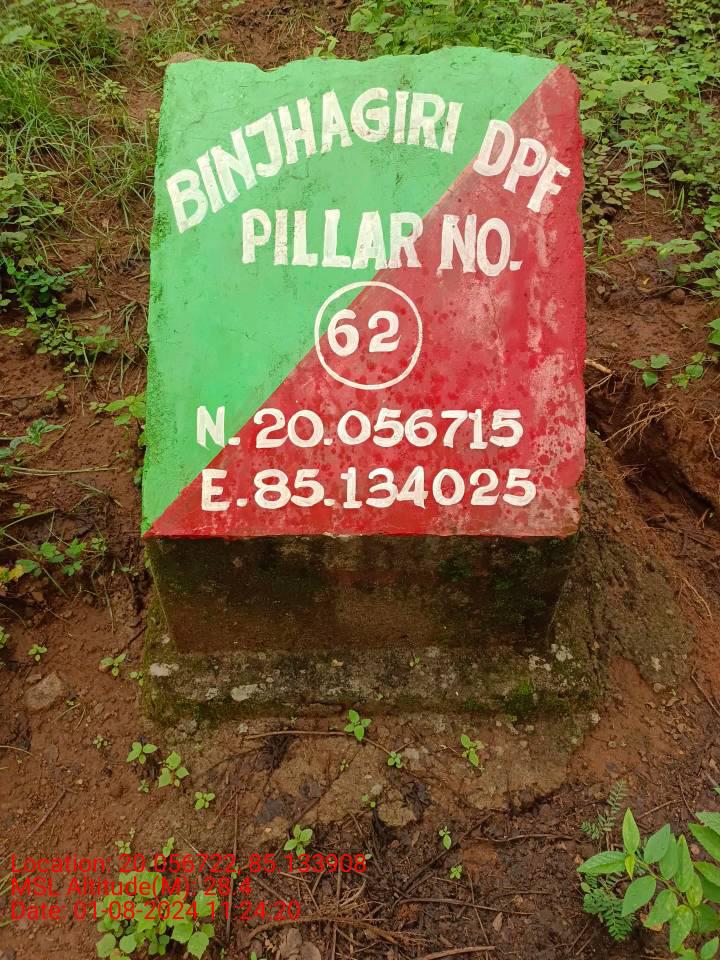 BINJHAGIRI DPF
PILLAR NO.
62
N. 20.056715
E. 85.134025
Location: 20.056722, 85.133908
MSL Altitude(M): 28.4
Date: 01-08-2024 11:24:20